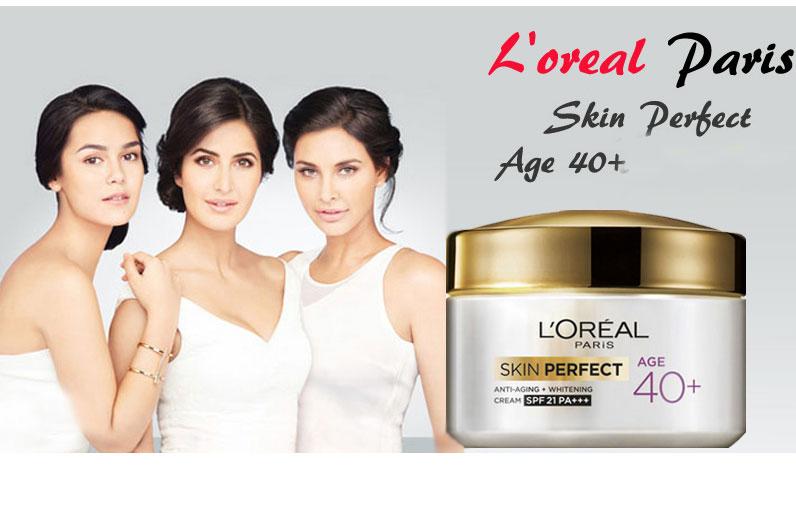 L'oreal Paris
Skin Perfect
Age 40+
L'ORÉAL
PARIS
SKIN PERFECT
AGE
40+
ANTI-AGING + WHITENING
CREAM SPF 21 PA+++